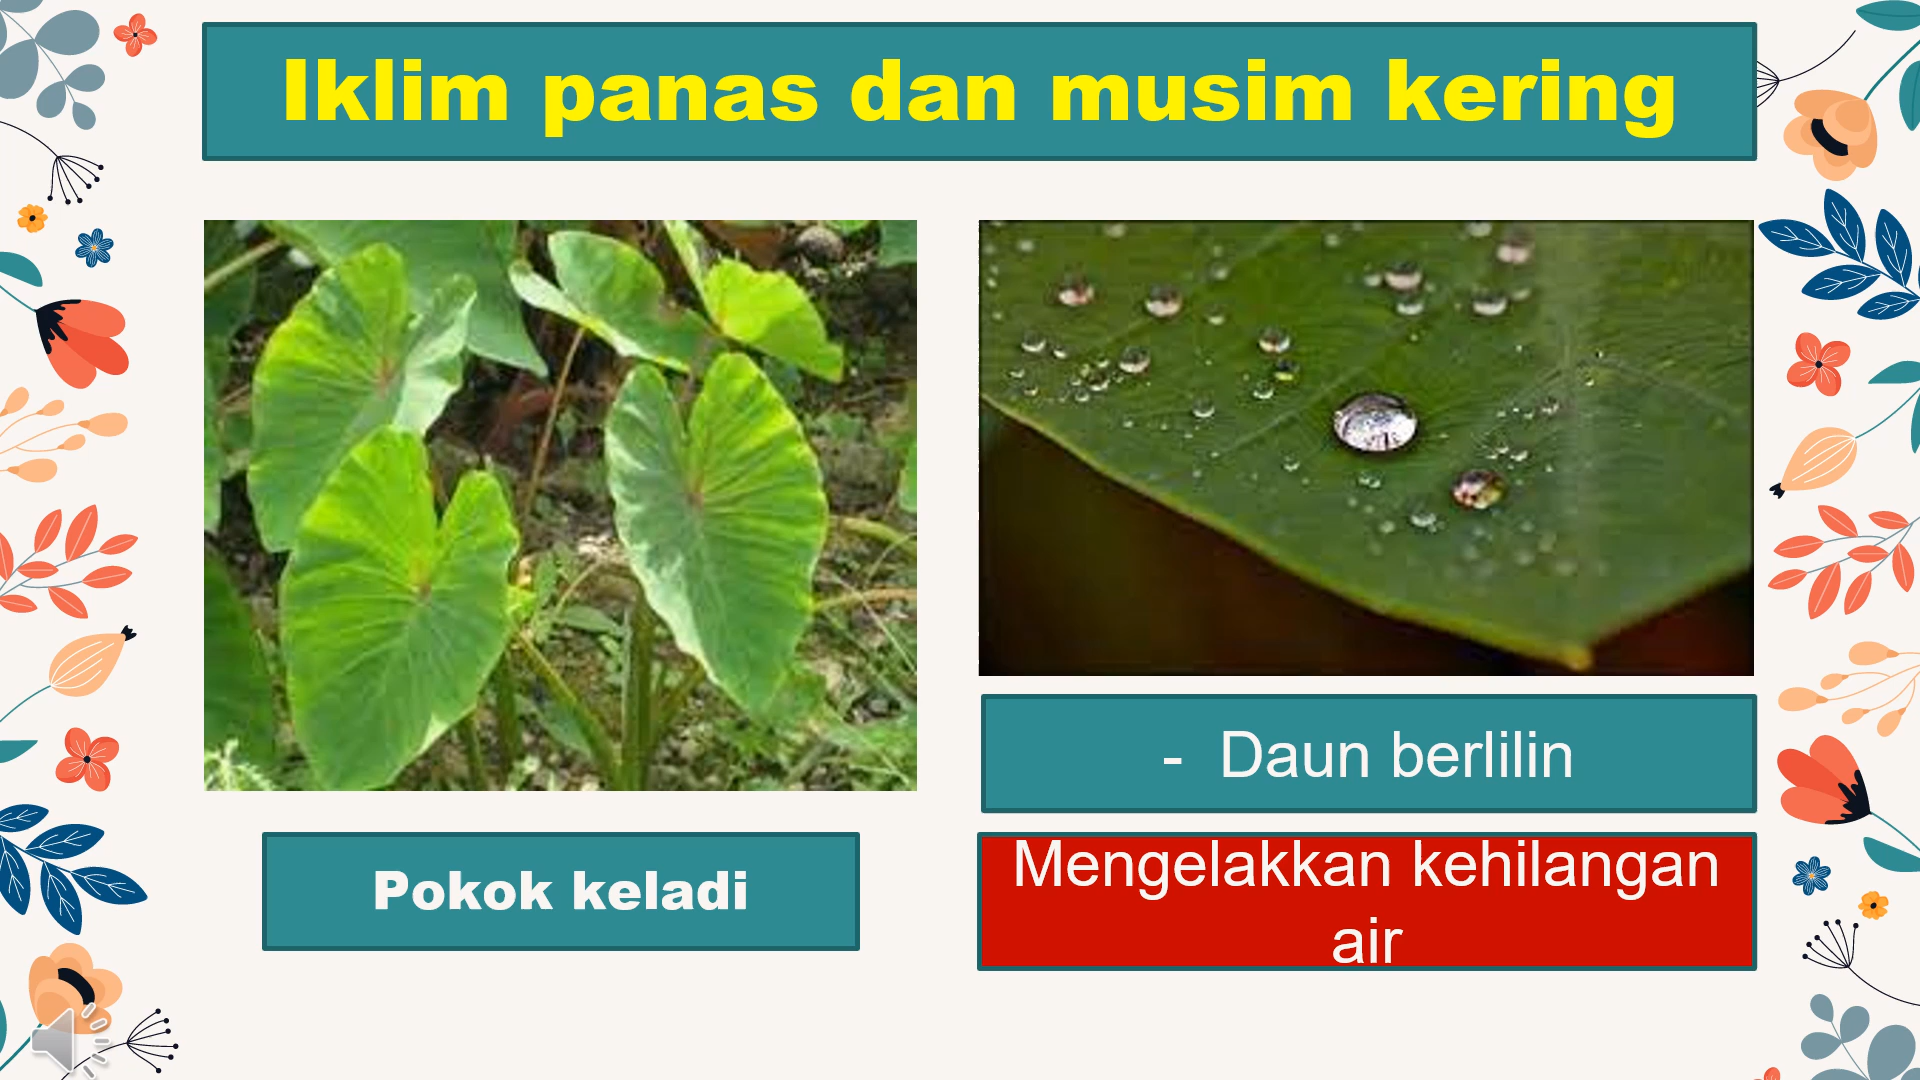 Iklim panas dan musim kering
Pokok keladi
- Daun berlilin
Mengelakkan kehilangan
air